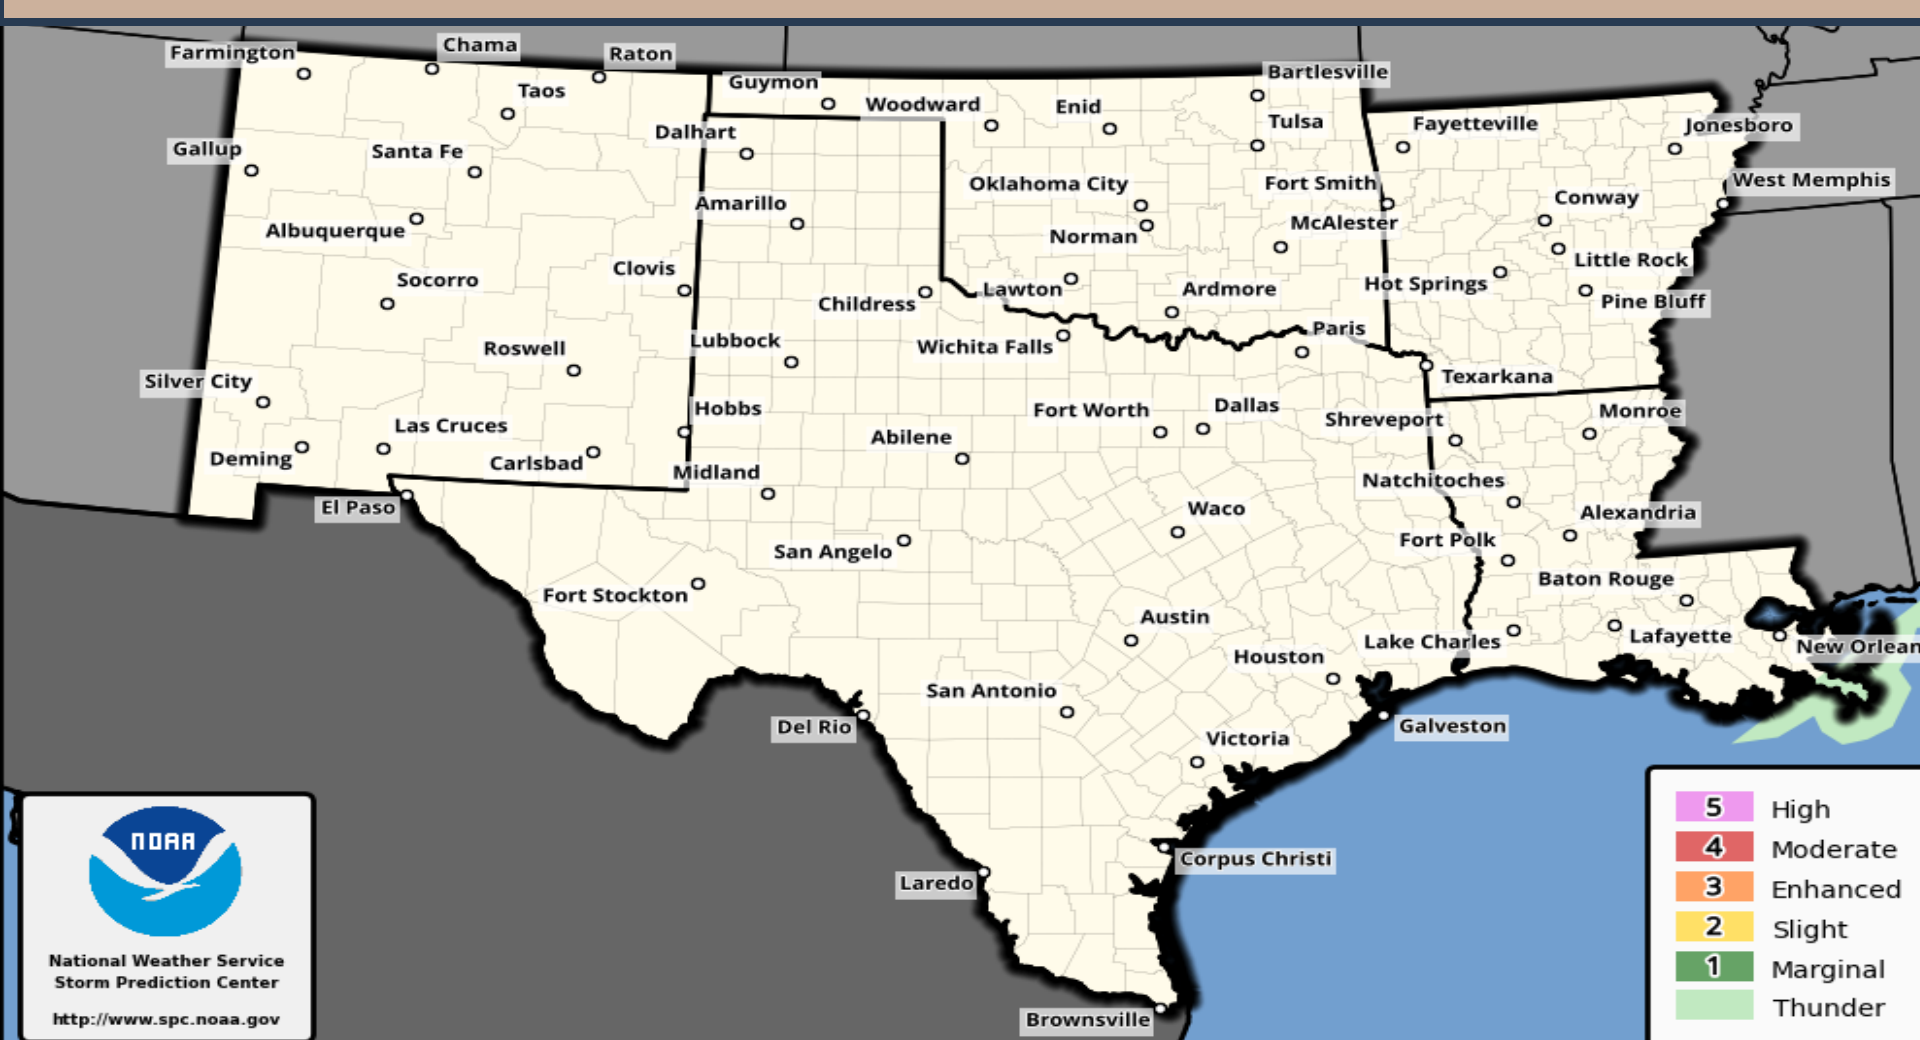 Farmington
Chama
Raton
Taos
Guymon
Woodward
Enid
Bartlesville
Tulsa
Fayetteville
Jonesboro
Gallup
Santa Fe
Dalhart
Oklahoma City
Fort Smith
West Memphis
Amarillo
Conway
Albuquerque
Norman
McAlester
Little Rock
Socorro
Clovis
Childress
Lawton
Ardmore
Hot Springs
Pine Bluff
Roswell
Lubbock
Wichita Falls
Paris
Texarkana
Silver City
Hobbs
Fort Worth
Dallas
Shreveport
Monroe
Las Cruces
Abilene
Deming
Carlsbad
Midland
Natchitoches
El Paso
Waco
Alexandria
San Angelo
Fort Polk
Fort Stockton
Baton Rouge
Austin
Lake Charles
Lafayette
New Orlean
Houston
San Antonio
Del Rio
Galveston
Victoria
Corpus Christi
Laredo
Brownsville
NOAA
National Weather Service
Storm Prediction Center
http://www.spc.noaa.gov
5 High
4 Moderate
3 Enhanced
2 Slight
1 Marginal
Thunder